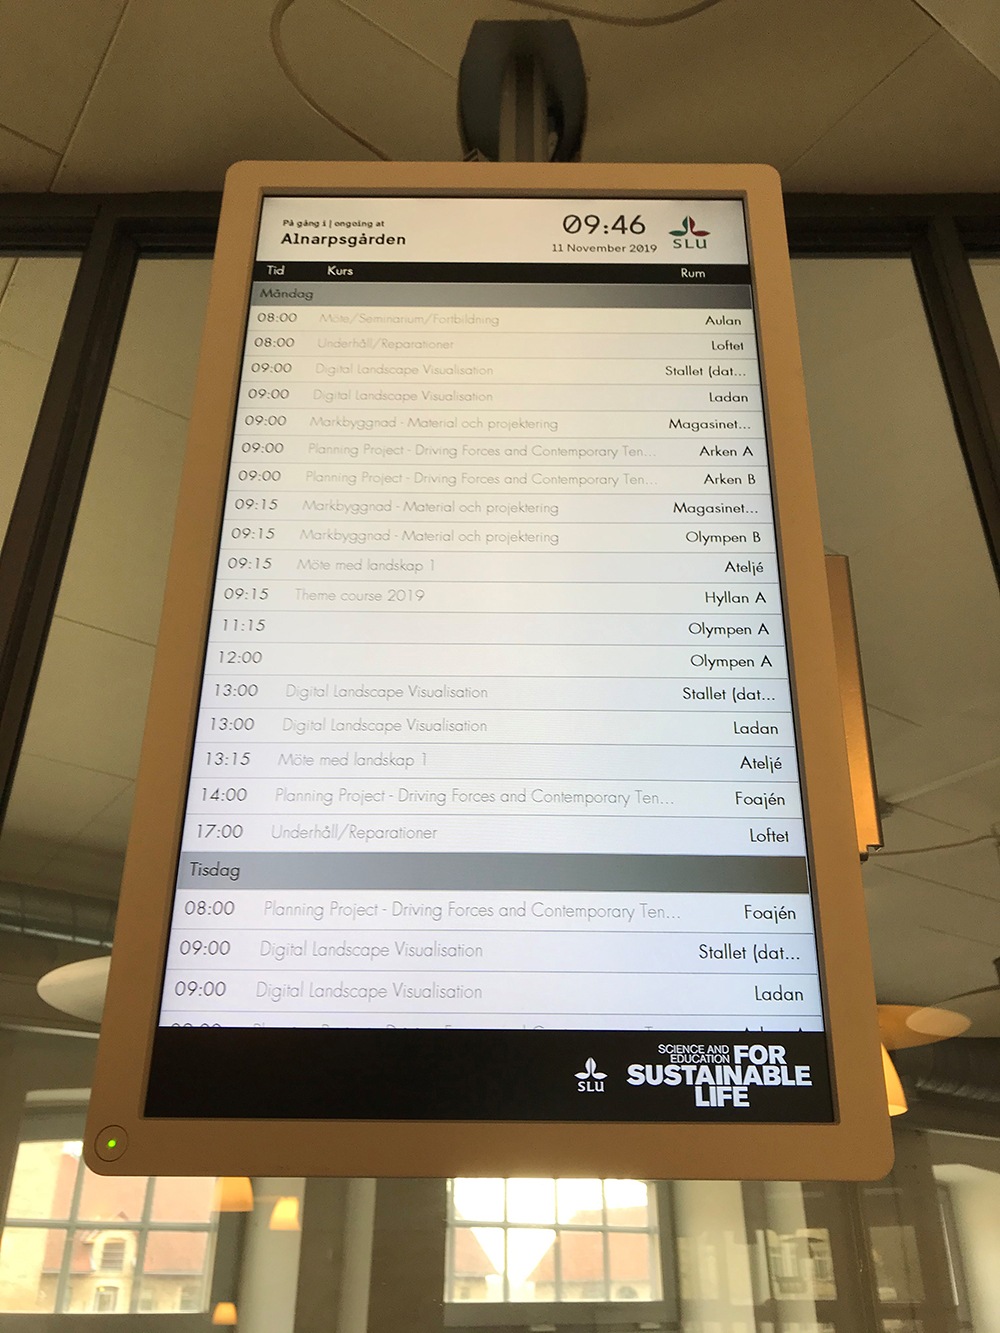 På gång i | ongoing at
Alnarpsgården
09:46
11 November 2019
SLU
Tid Kurs Rum
Måndag
08:00 Möte/Seminarium/Fortbildning Aulan
08:00 Underhåll/Reparationer Loftet
09:00 Digital Landscape Visualisation Stallet (dat...
09:00 Digital Landscape Visualisation Ladan
09:00 Markbyggnad - Material och projektering Magasinet...
09:00 Planning Project - Driving Forces and Contemporary Ten... Arken A
09:00 Planning Project - Driving Forces and Contemporary Ten... Arken B
09:15 Markbyggnad - Material och projektering Magasinet...
09:15 Markbyggnad - Material och projektering Olympen B
09:15 Möte med landskap 1 Ateljé
09:15 Theme course 2019 Hyllan A
11:15 Olympen A
12:00 Olympen A
13:00 Digital Landscape Visualisation Stallet (dat...
13:00 Digital Landscape Visualisation Ladan
13:15 Möte med landskap 1 Ateljé
14:00 Planning Project - Driving Forces and Contemporary Ten... Foajén
17:00 Underhåll/Reparationer Loftet
Tisdag
08:00 Planning Project - Driving Forces and Contemporary Ten... Foajén
09:00 Digital Landscape Visualisation Stallet (dat...
09:00 Digital Landscape Visualisation Ladan
SLU
SCIENCE AND
EDUCATION FOR
SUSTAINABLE
LIFE